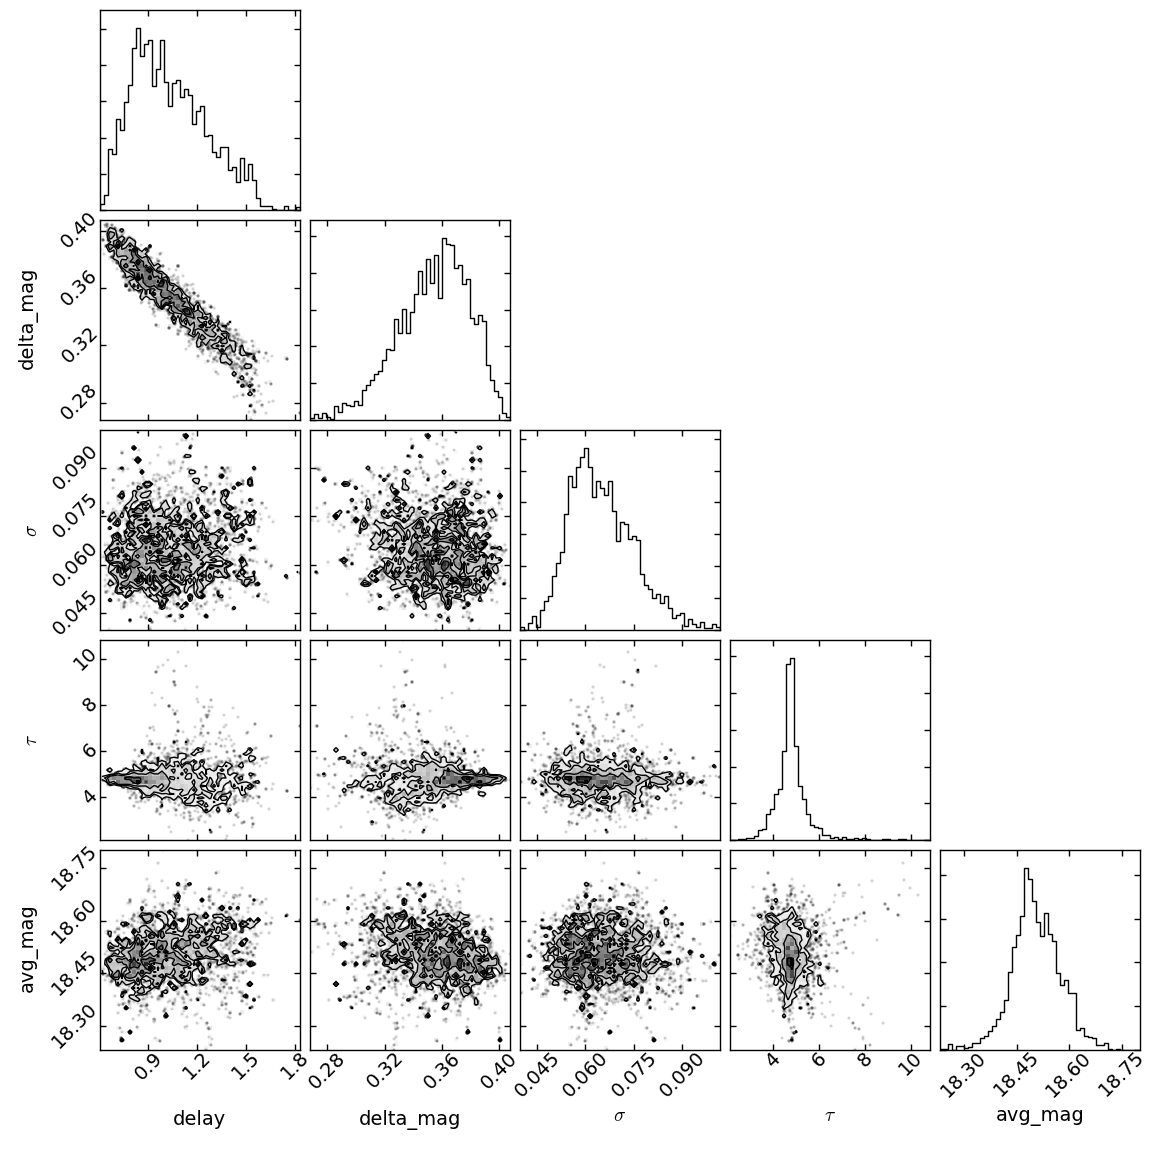 0.40
0.36
0.32
0.28
delta_mag
0.090
0.075
0.060
0.045
σ
10
8
6
4
τ
18.75
18.60
18.45
18.30
avg_mag
0.9 1.2 1.5 1.8
0.28 0.32 0.36 0.40
0.045 0.060 0.075 0.090
4 6 8 10
18.30 18.45 18.60 18.75
delay delta_mag σ τ avg_mag